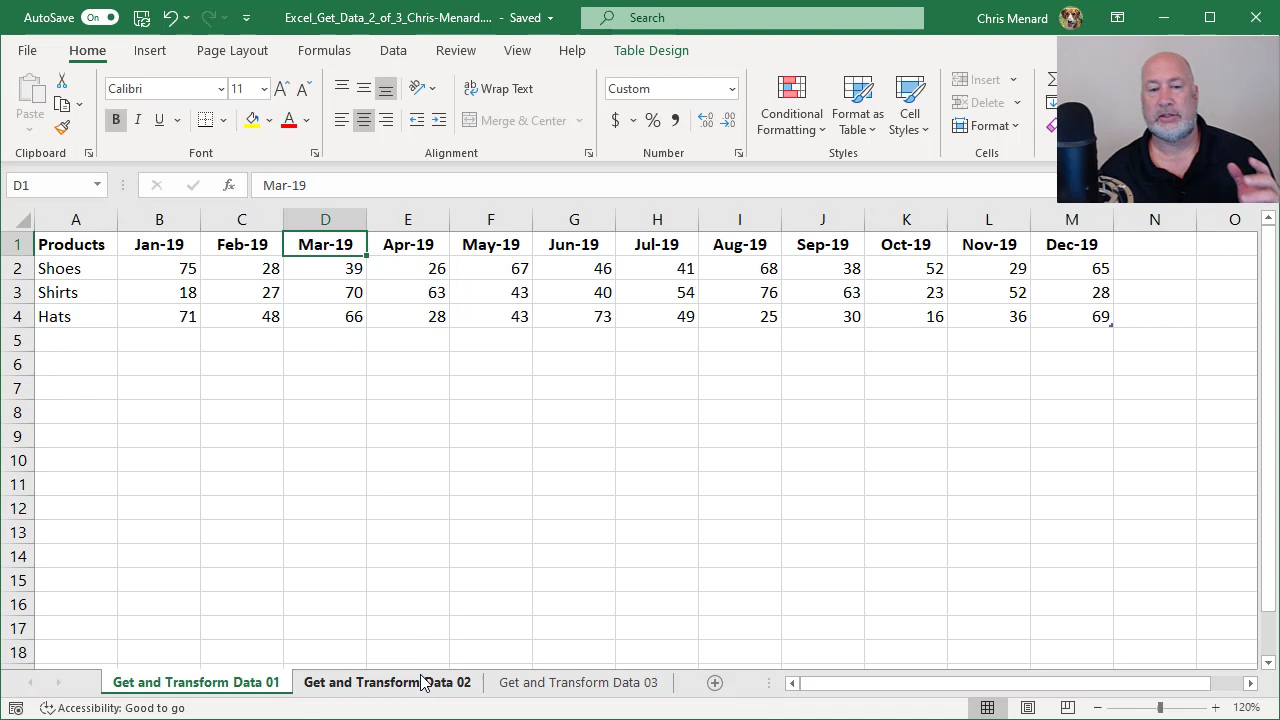 AutoSave On Excel_Get_Data_2_of_3_Chris-Menard.... - Saved Search Chris Menard
File Home Insert Page Layout Formulas Data Review View Help Table Design
Paste Calibri 11 Wrap Text Custom Conditional Formatting Format as Table Cell Styles Insert
B I U A Merge & Center $ % Delete
Format
Clipboard Font Alignment Number Styles Cells
D1 fx Mar-19
A B C D E F G H I J K L M N O
1 Products Jan-19 Feb-19 Mar-19 Apr-19 May-19 Jun-19 Jul-19 Aug-19 Sep-19 Oct-19 Nov-19 Dec-19
2 Shoes 75 28 39 26 67 46 41 68 38 52 29 65
3 Shirts 18 27 70 63 43 40 54 76 63 23 52 28
4 Hats 71 48 66 28 43 73 49 25 30 16 36 69
5
6
7
8
9
10
11
12
13
14
15
16
17
18
Get and Transform Data 01 Get and Transform Data 02 Get and Transform Data 03
Accessibility: Good to go 120%